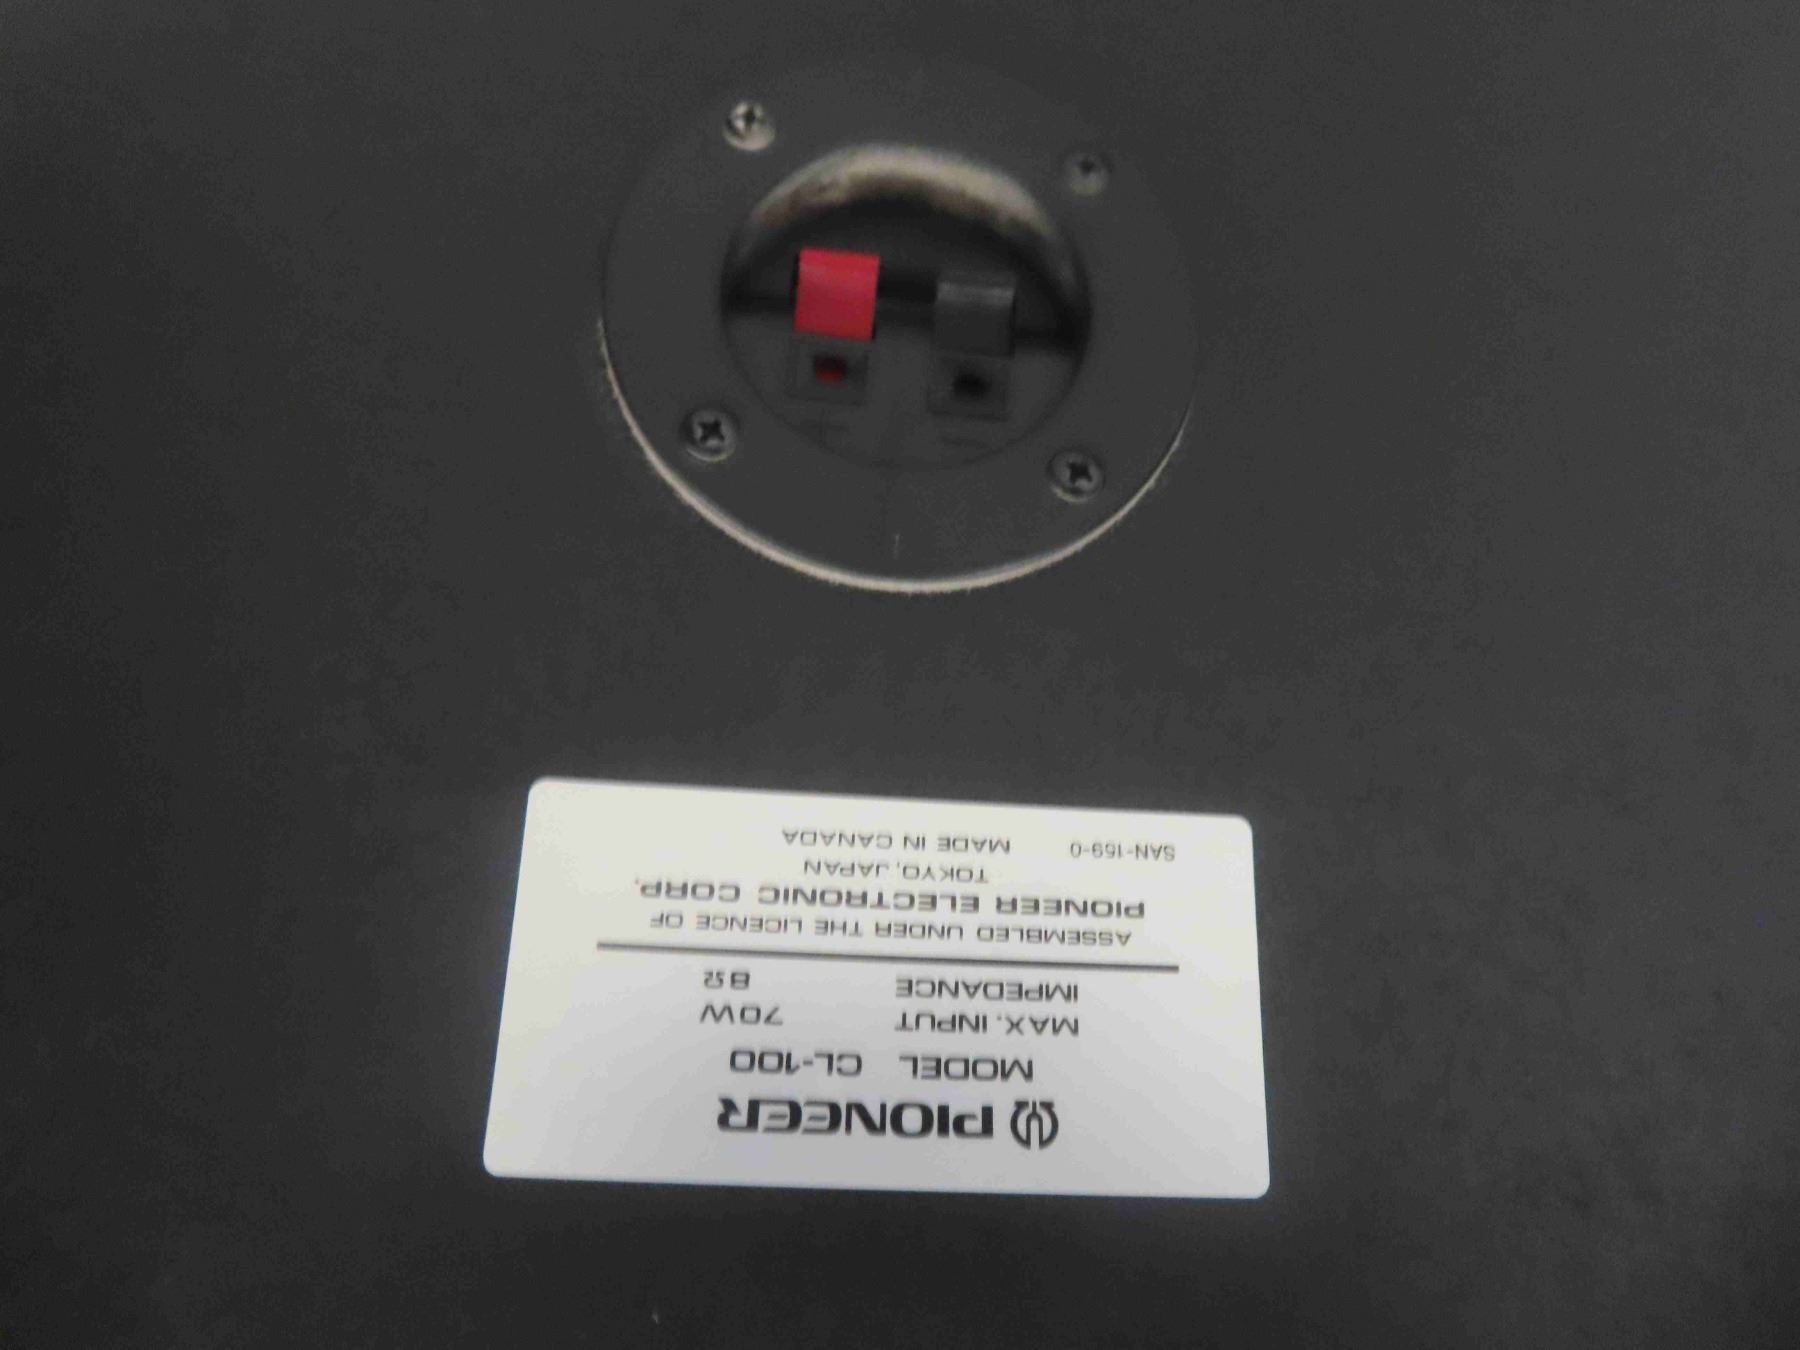 PIONEER
MODEL CL-100
MAX. INPUT 70W
IMPEDANCE 8Ω
ASSEMBLED UNDER THE LICENCE OF
PIONEER ELECTRONIC CORP.
TOKYO, JAPAN
SAN-159-0 MADE IN CANADA